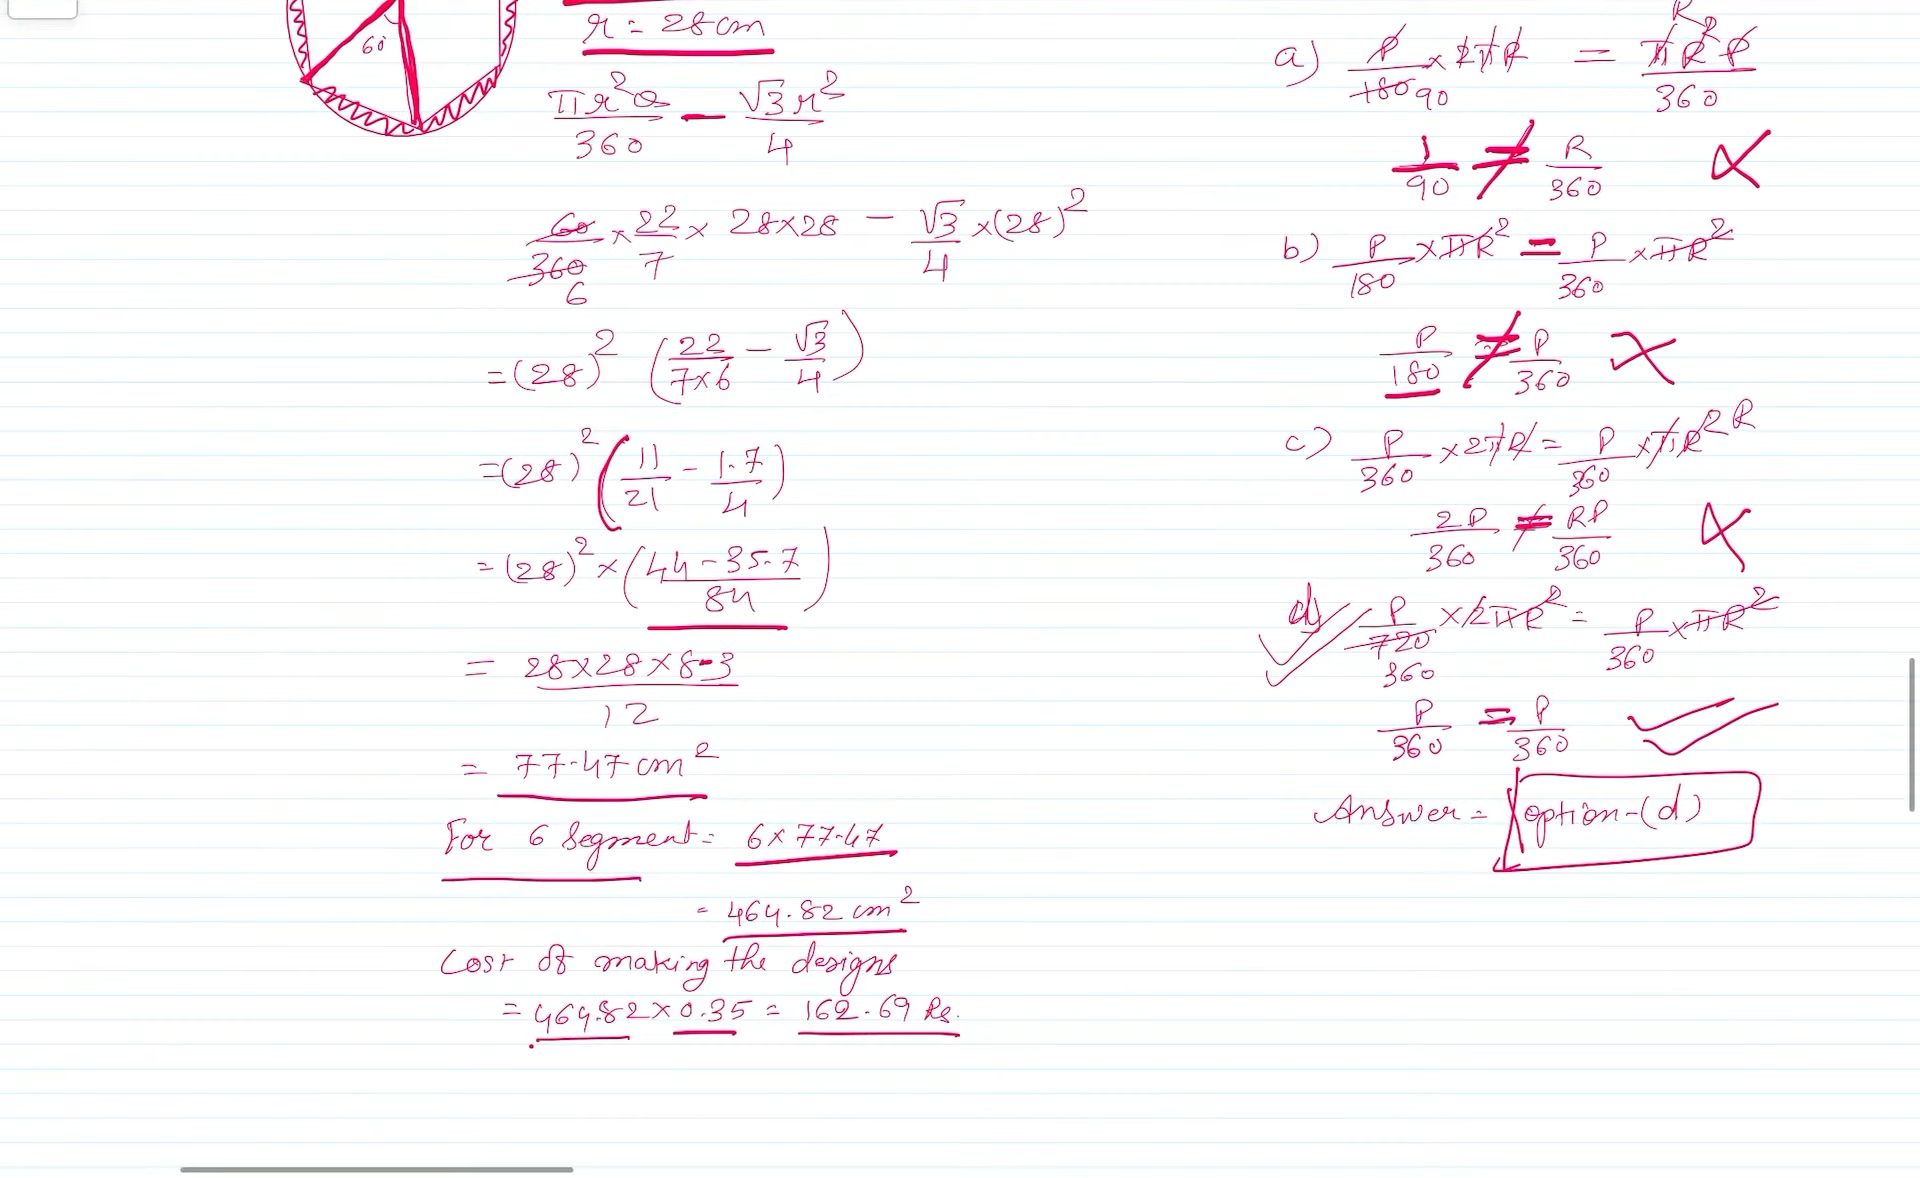 60
r = 28 cm
πr²θ/360 - √3r²/4
60/360 6 × 22/7 × 28×28 - √3/4 ×(28)²
=(28)² (22/7×6 - √3/4)
=(28)² (11/21 - 1.7/4)
=(28)² × (44-35.7/84)
= 28×28×8.3/12
= 77.47 cm²
For 6 Segment = 6×77.47
= 464.82 cm²
Cost of making the designs
= 464.82×0.35 = 162.69 Rs.
a) P/180 90 × 2πR = πR²P/360 R
1/90 ≠ R/360 ×
b) P/180 ×πR² = P/360 ×πR²
P/180 ≠ P/360 ×
c) P/360 ×2πR = P/360 ×πR² R
2P/360 ≠ RP/360 ×
d) P/720 360 ×2πR² = P/360 ×πR²
P/360 = P/360
Answer = option-(d)